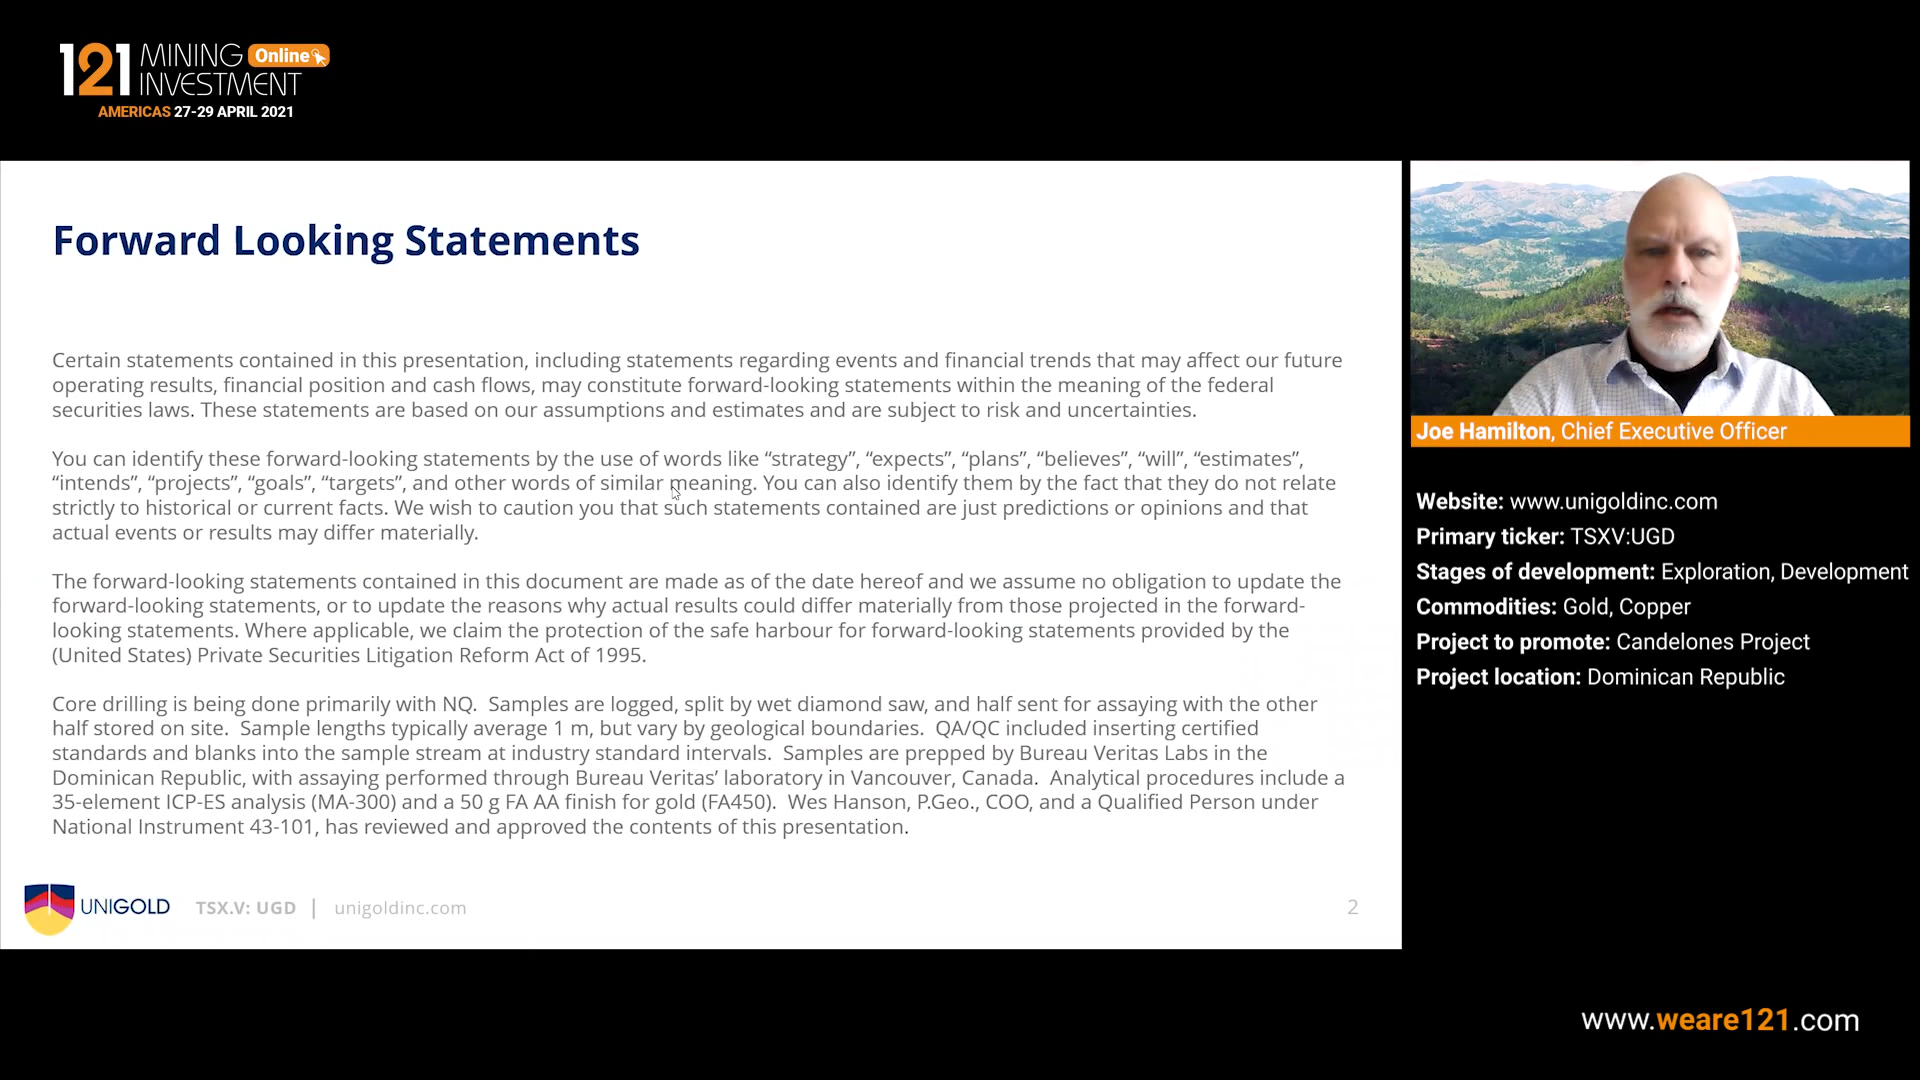 121 MINING Online
INVESTMENT
AMERICAS 27-29 APRIL 2021
Forward Looking Statements
Certain statements contained in this presentation, including statements regarding events and financial trends that may affect our future
operating results, financial position and cash flows, may constitute forward-looking statements within the meaning of the federal
securities laws. These statements are based on our assumptions and estimates and are subject to risk and uncertainties.
You can identify these forward-looking statements by the use of words like “strategy”, “expects”, “plans”, “believes”, “will”, “estimates”,
“intends”, “projects”, “goals”, “targets”, and other words of similar meaning. You can also identify them by the fact that they do not relate
strictly to historical or current facts. We wish to caution you that such statements contained are just predictions or opinions and that
actual events or results may differ materially.
The forward-looking statements contained in this document are made as of the date hereof and we assume no obligation to update the
forward-looking statements, or to update the reasons why actual results could differ materially from those projected in the forward-
looking statements. Where applicable, we claim the protection of the safe harbour for forward-looking statements provided by the
(United States) Private Securities Litigation Reform Act of 1995.
Core drilling is being done primarily with NQ.  Samples are logged, split by wet diamond saw, and half sent for assaying with the other
half stored on site.  Sample lengths typically average 1 m, but vary by geological boundaries.  QA/QC included inserting certified
standards and blanks into the sample stream at industry standard intervals.  Samples are prepped by Bureau Veritas Labs in the
Dominican Republic, with assaying performed through Bureau Veritas’ laboratory in Vancouver, Canada.  Analytical procedures include a
35-element ICP-ES analysis (MA-300) and a 50 g FA AA finish for gold (FA450).  Wes Hanson, P.Geo., COO, and a Qualified Person under
National Instrument 43-101, has reviewed and approved the contents of this presentation.
UNIGOLD TSX.V: UGD | unigoldinc.com 2
Joe Hamilton, Chief Executive Officer
Website: www.unigoldinc.com
Primary ticker: TSXV:UGD
Stages of development: Exploration, Development
Commodities: Gold, Copper
Project to promote: Candelones Project
Project location: Dominican Republic
www.weare121.com